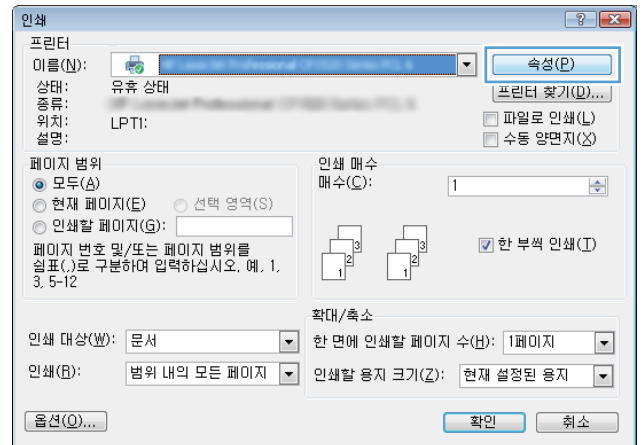 인쇄
프린터
이름(N):
속성(P)
상태: 유휴 상태
프린터 찾기(D)...
종류:
위치: LPT1:
파일로 인쇄(L)
설명:
수동 양면지(X)
페이지 범위
모두(A)
현재 페이지(E) 선택 영역(S)
인쇄할 페이지(G):
페이지 번호 및/또는 페이지 범위를
쉼표(,)로 구분하여 입력하십시오. 예, 1,
3, 5-12
인쇄 매수
매수(C): 1
3 3
2 2
1 1
한 부씩 인쇄(T)
인쇄 대상(W): 문서
인쇄(R): 범위 내의 모든 페이지
확대/축소
한 면에 인쇄할 페이지 수(H): 1페이지
인쇄할 용지 크기(Z): 현재 설정된 용지
옵션(O)...
확인 취소